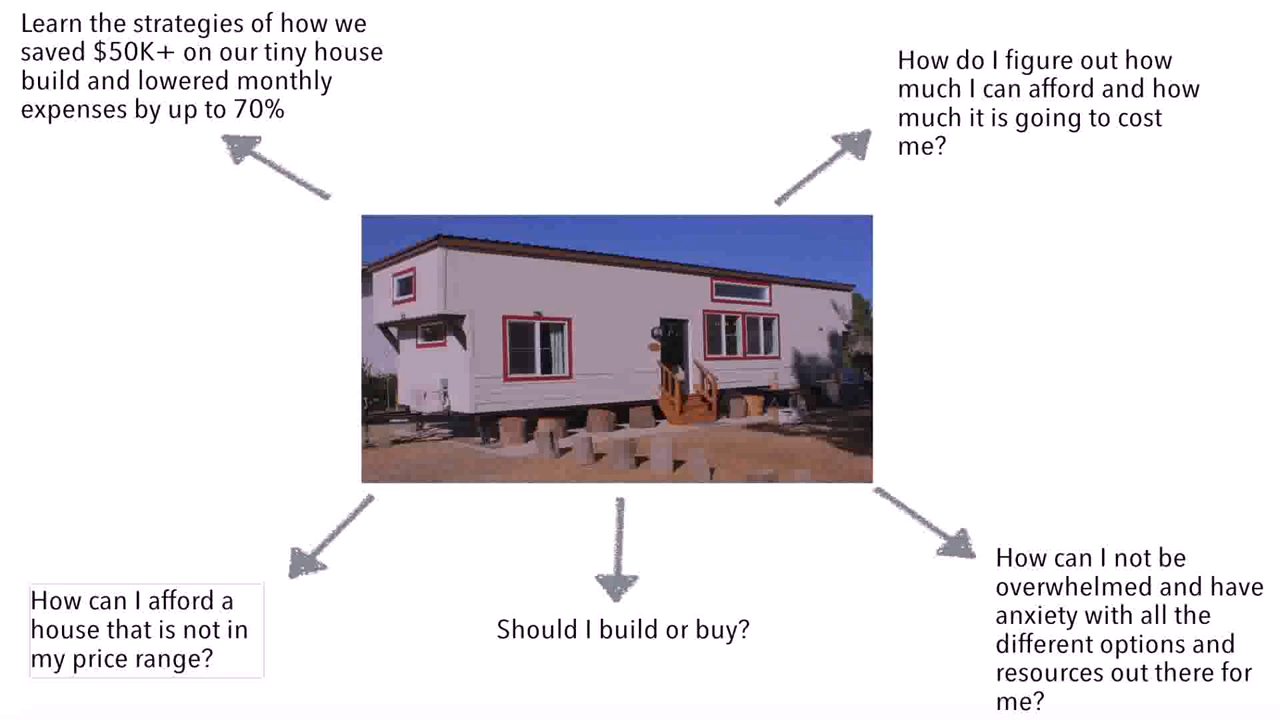 Learn the strategies of how we
saved $50K+ on our tiny house
build and lowered monthly
expenses by up to 70%
How do I figure out how
much I can afford and how
much it is going to cost
me?
How can I afford a
house that is not in
my price range?
Should I build or buy?
How can I not be
overwhelmed and have
anxiety with all the
different options and
resources out there for
me?